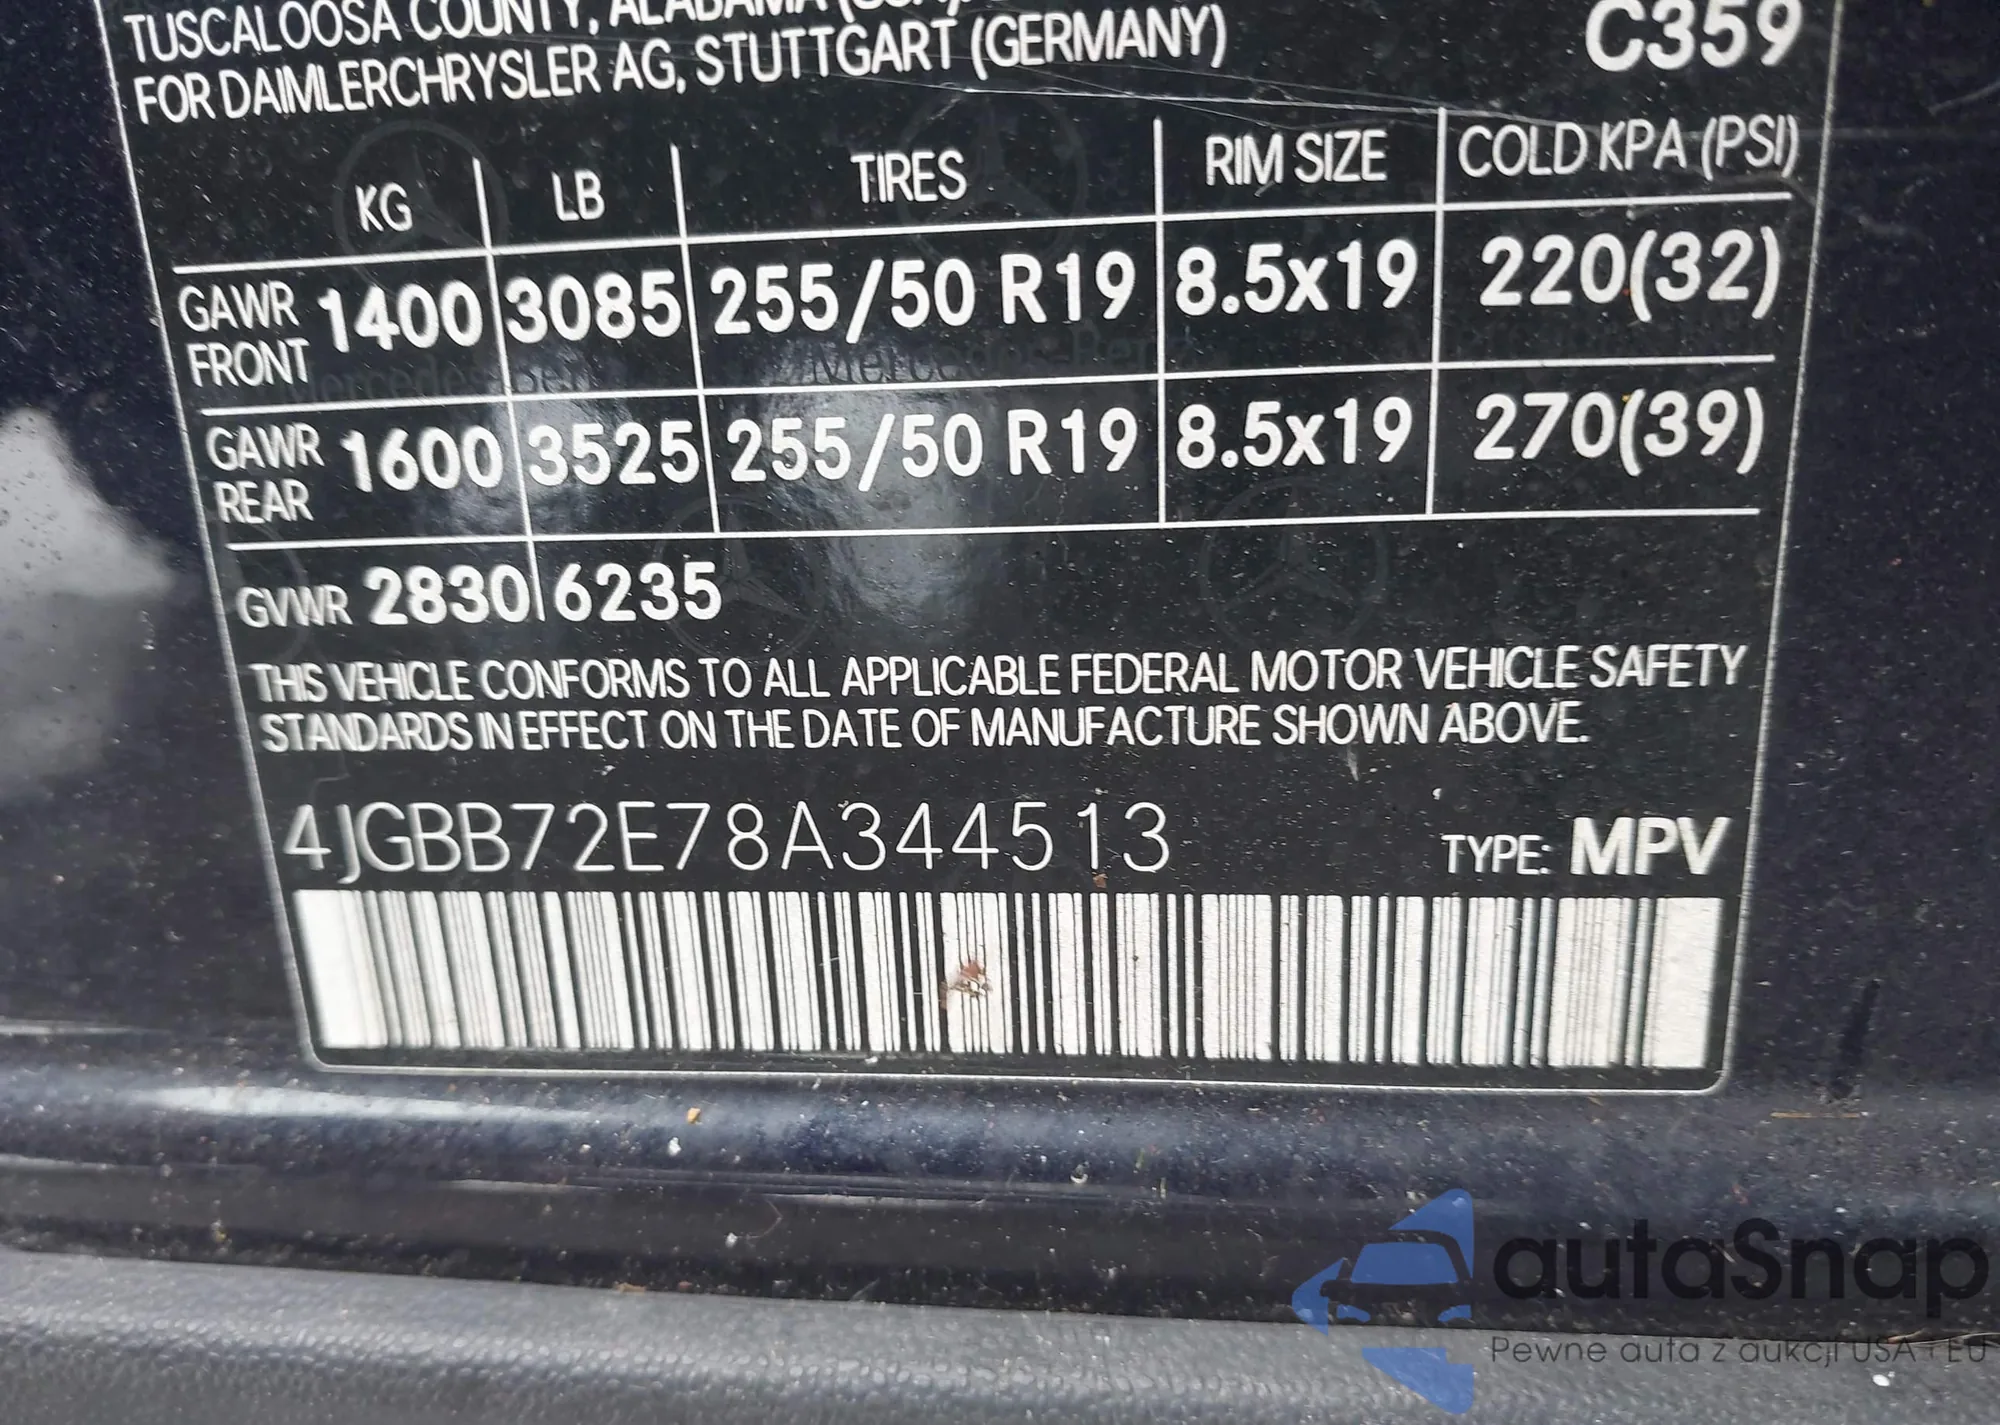 TUSCALOOSA COUNTY, ALABAMA (USA),
C359
FOR DAIMLERCHRYSLER AG, STUTTGART (GERMANY)
KG LB TIRES RIM SIZE COLD KPA (PSI)
GAWR FRONT 1400 3085 255/50 R19 8.5x19 220(32)
GAWR REAR 1600 3525 255/50 R19 8.5x19 270(39)
GVWR 2830 6235
THIS VEHICLE CONFORMS TO ALL APPLICABLE FEDERAL MOTOR VEHICLE SAFETY
STANDARDS IN EFFECT ON THE DATE OF MANUFACTURE SHOWN ABOVE.
4JGBB72E78A344513 TYPE: MPV
autaSnap
Pewne auta z aukcji USA i EU